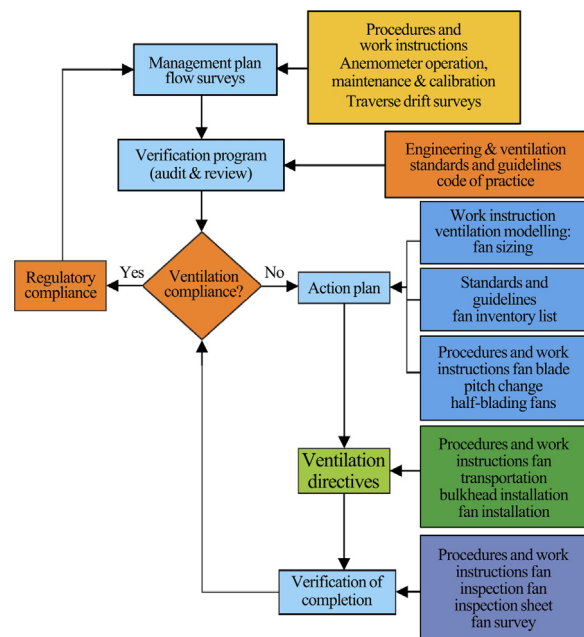 Procedures and
work instructions
Anemometer operation,
maintenance & calibration
Traverse drift surveys
Management plan
flow surveys
Engineering & ventilation
standards and guidelines
code of practice
Verification program
(audit & review)
Work instruction
ventilation modelling:
fan sizing
Regulatory
compliance
Yes
Ventilation
compliance?
No
Action plan
Standards and
guidelines
fan inventory list
Procedures and work
instructions fan blade
pitch change
half-blading fans
Ventilation
directives
Procedures and work
instructions fan
transportation
bulkhead installation
fan installation
Verification of
completion
Procedures and work
instructions fan
inspection fan
inspection sheet
fan survey